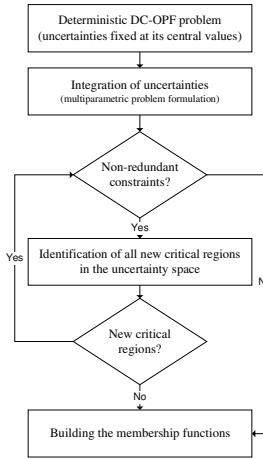 Deterministic DC-OPF problem
(uncertainties fixed at its central values)
Integration of uncertainties
(multiparametric problem formulation)
Non-redundant
constraints?
Yes
Identification of all new critical regions
in the uncertainty space
Yes
New critical
regions?
No
Building the membership functions